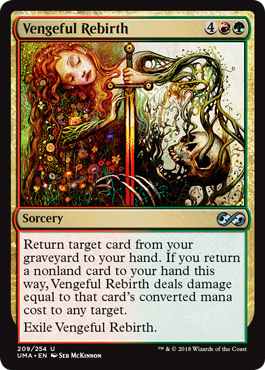 Vengeful Rebirth 4
Sorcery
Return target card from your
graveyard to your hand. If you return
a nonland card to your hand this
way, Vengeful Rebirth deals damage
equal to that card's converted mana
cost to any target.
Exile Vengeful Rebirth.
209/254 U
UMA • EN Seb McKinnon
™ & © 2018 Wizards of the Coast